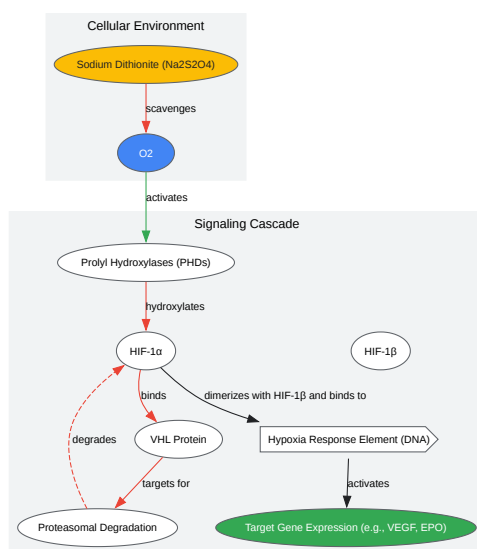 Cellular Environment
Sodium Dithionite (Na2S2O4)
scavenges
O2
activates
Signaling Cascade
Prolyl Hydroxylases (PHDs)
hydroxylates
HIF-1α
HIF-1β
binds
dimerizes with HIF-1β and binds to
degrades
VHL Protein
Hypoxia Response Element (DNA)
targets for
activates
Proteasomal Degradation
Target Gene Expression (e.g., VEGF, EPO)